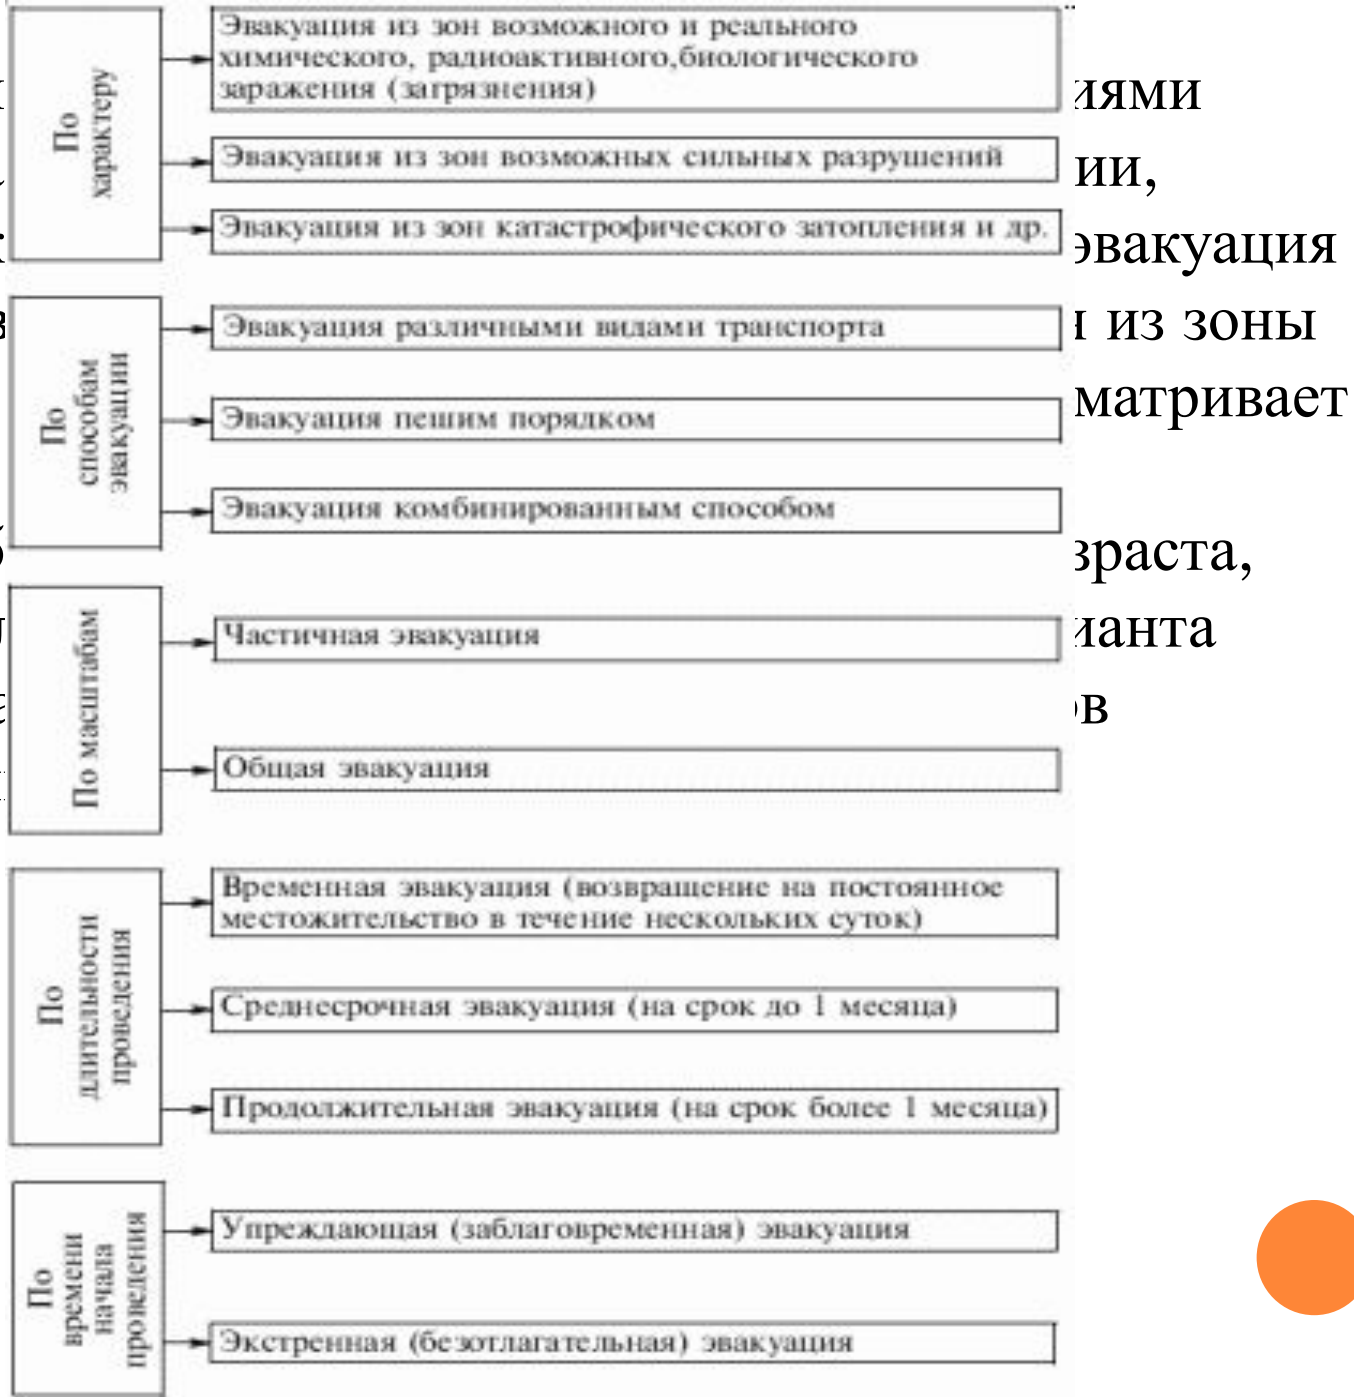 По
характеру
Эвакуация из зон возможного и реального
химического, радиоактивного,биологического
заражения (загрязнения)
Эвакуация из зон возможных сильных разрушений
Эвакуация из зон катастрофического затопления и др.
По
способам
эвакуации
Эвакуация различными видами транспорта
Эвакуация пешим порядком
Эвакуация комбинированным способом
По масштабам
Частичная эвакуация
Общая эвакуация
По
длительности
проведения
Временная эвакуация (возвращение на постоянное
местожительство в течение нескольких суток)
Среднесрочная эвакуация (на срок до 1 месяца)
Продолжительная эвакуация (на срок более 1 месяца)
По
времени
начала
проведения
Упреждающая (заблаговременная) эвакуация
Экстренная (безотлагательная) эвакуация
иями
ии,
эвакуация
из зоны
матривает
зраста,
ианта
ов